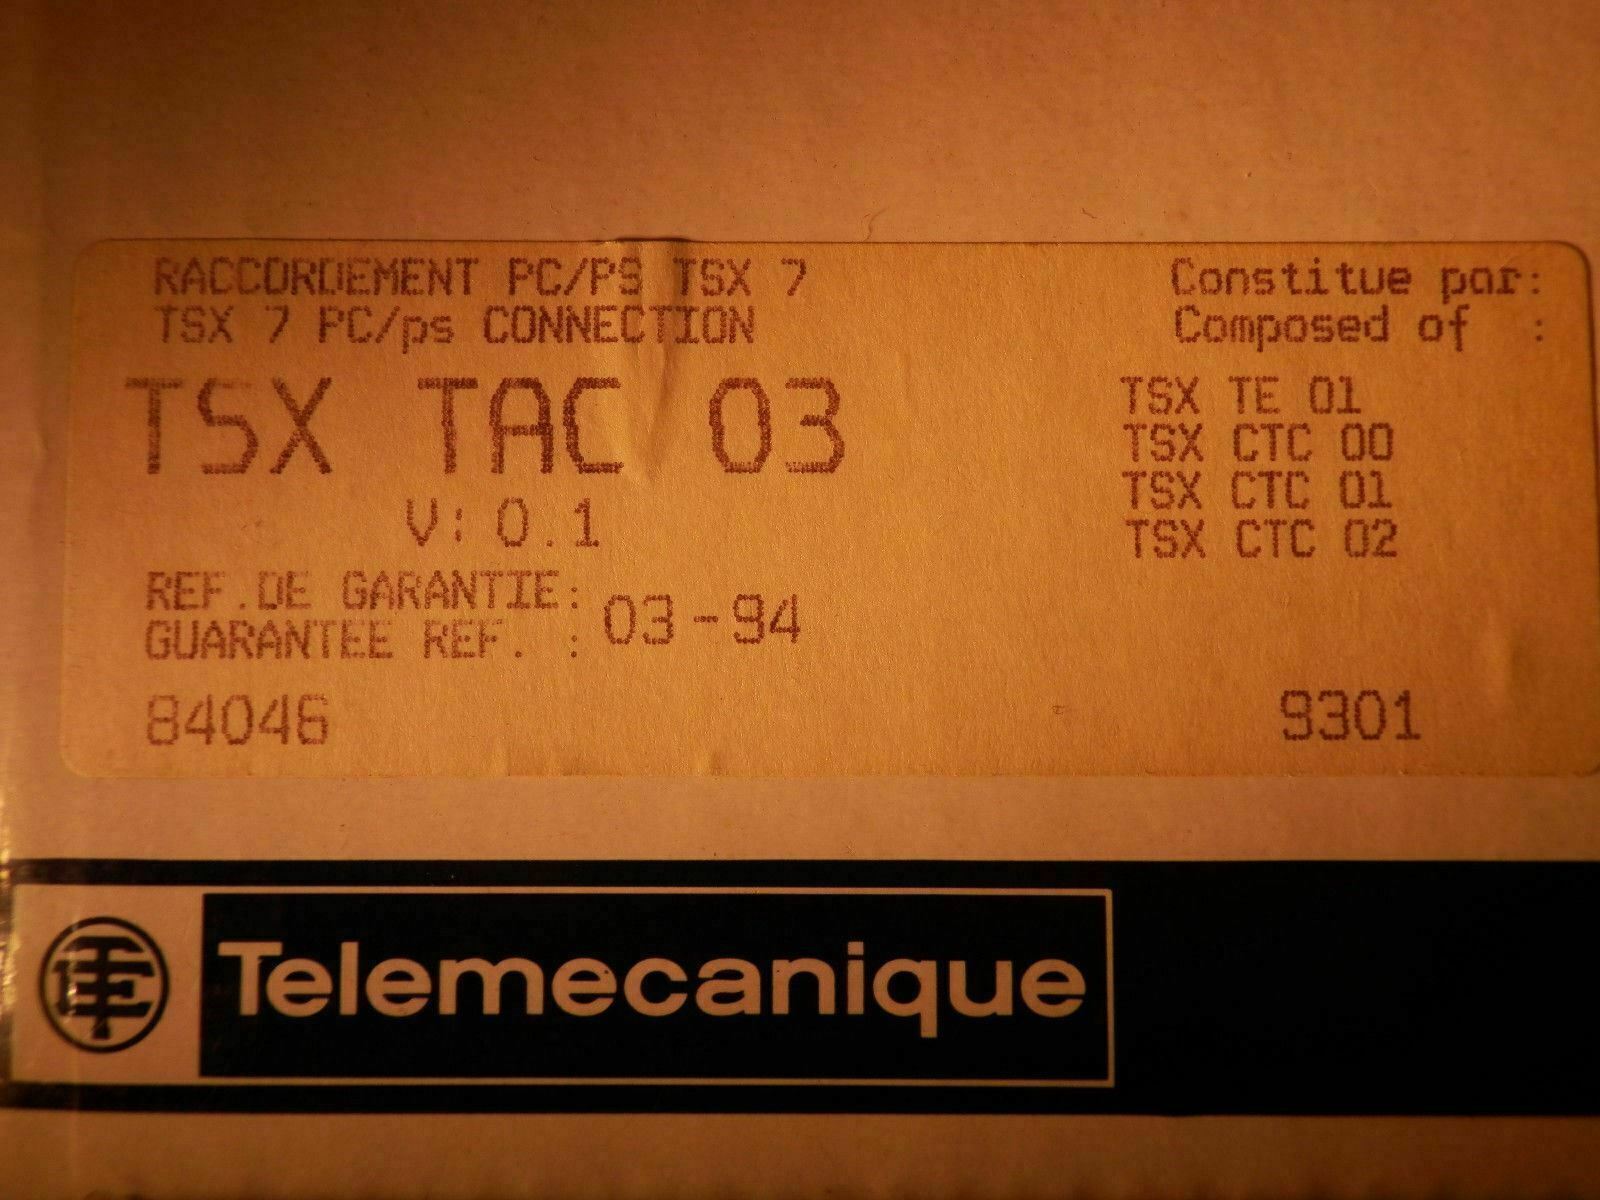 RACCORDEMENT PC/PS TSX 7
TSX 7 PC/ps CONNECTION
TSX TAC 03
V: 0.1
REF. DE GARANTIE:
GUARANTEE REF. : 03-94
84046
Constitue par:
Composed of :
TSX TE 01
TSX CTC 00
TSX CTC 01
TSX CTC 02
9301
Telemecanique